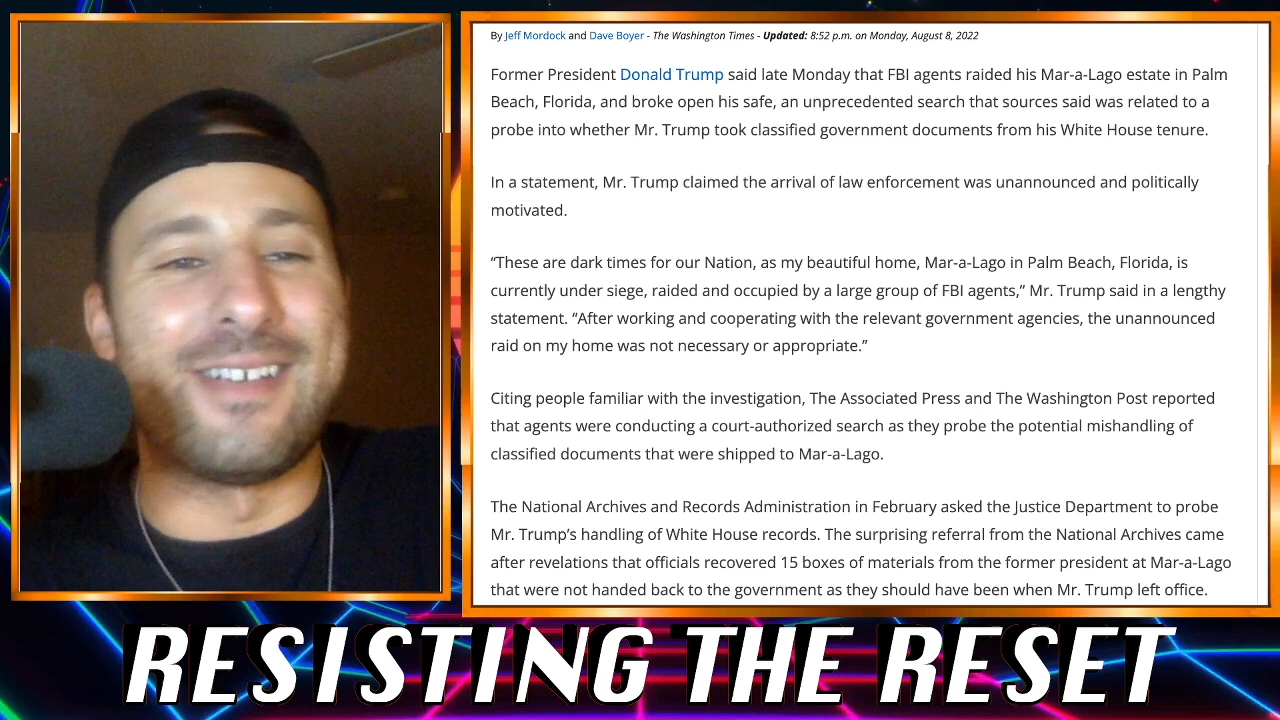 By Jeff Mordock and Dave Boyer - The Washington Times - Updated: 8:52 p.m. on Monday, August 8, 2022
Former President Donald Trump said late Monday that FBI agents raided his Mar-a-Lago estate in Palm
Beach, Florida, and broke open his safe, an unprecedented search that sources said was related to a
probe into whether Mr. Trump took classified government documents from his White House tenure.
In a statement, Mr. Trump claimed the arrival of law enforcement was unannounced and politically
motivated.
“These are dark times for our Nation, as my beautiful home, Mar-a-Lago in Palm Beach, Florida, is
currently under siege, raided and occupied by a large group of FBI agents,” Mr. Trump said in a lengthy
statement. “After working and cooperating with the relevant government agencies, the unannounced
raid on my home was not necessary or appropriate.”
Citing people familiar with the investigation, The Associated Press and The Washington Post reported
that agents were conducting a court-authorized search as they probe the potential mishandling of
classified documents that were shipped to Mar-a-Lago.
The National Archives and Records Administration in February asked the Justice Department to probe
Mr. Trump’s handling of White House records. The surprising referral from the National Archives came
after revelations that officials recovered 15 boxes of materials from the former president at Mar-a-Lago
that were not handed back to the government as they should have been when Mr. Trump left office.
RESISTING THE RESET